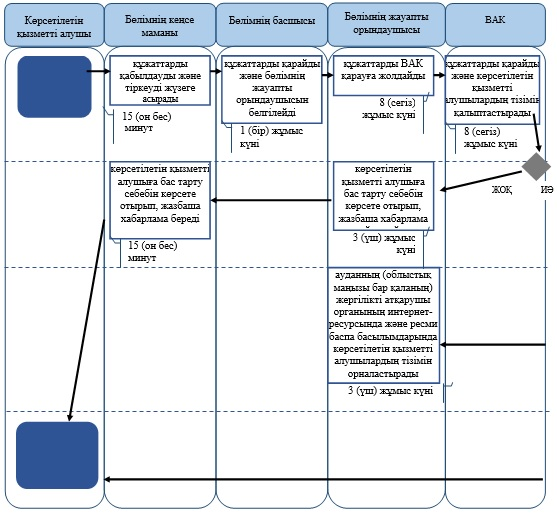 Көрсетілетін
қызметті алушы
Бөлімнің кеңсе
маманы
Бөлімнің басшысы
Бөлімнің жауапты
орындаушысы
ВАК
құжаттарды
қабылдауды және
тіркеуді жүзеге
асырады
15 (он бес)
минут
құжаттарды қарайды
және бөлімнің
жауапты
орындаушысын
белгілейді
1 (бір) жұмыс
күні
құжаттарды ВАК
қарауға жолдайды
8 (сегіз)
жұмыс күні
құжаттарды қарайды
және көрсетілетін
қызметті
алушылардың тізімін
қалыптастырады
8 (сегіз)
жұмыс күні
ЖОҚ
ИӘ
көрсетілетін қызметті
алушыға бас тарту
себебін көрсете
отырып, жазбаша
хабарлама береді
15 (он бес)
минут
көрсетілетін
қызметті алушыға
бас тарту себебін
көрсете отырып,
жазбаша хабарлама
3 (үш) жұмыс
күні
ауданның (облыстық
маңызы бар қаланың)
жергілікті атқарушы
органының интернет-
ресурсында және ресми
баспа басылымдарында
көрсетілетін қызметті
алушылардың тізімін
орналастырады
3 (үш) жұмыс күні